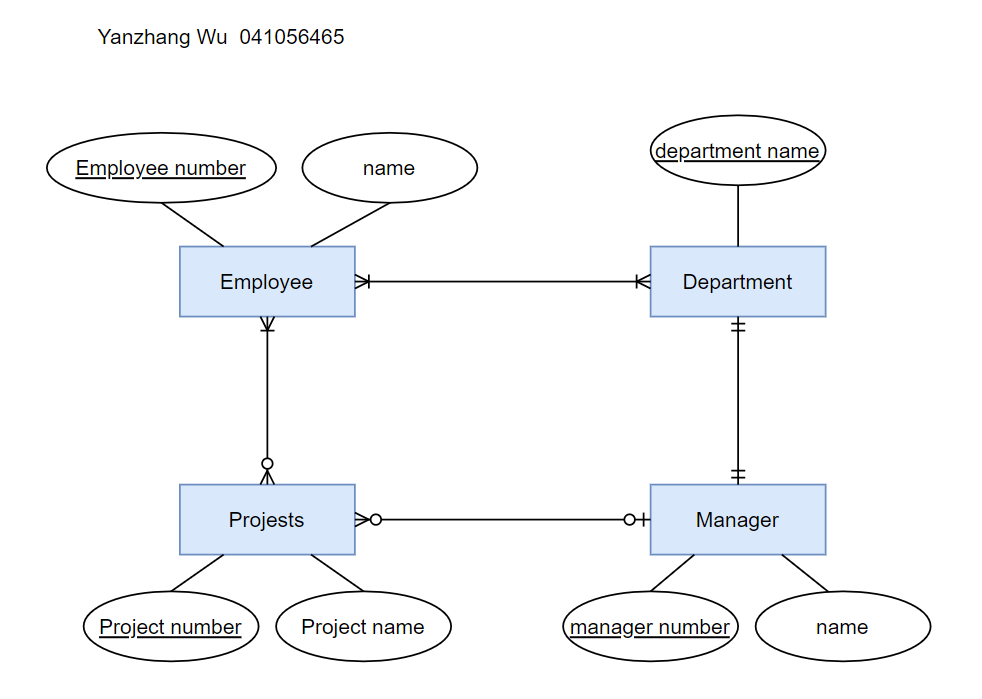 Yanzhang Wu  041056465
Employee number
name
department name
Employee
Department
Projests
Manager
Project number
Project name
manager number
name